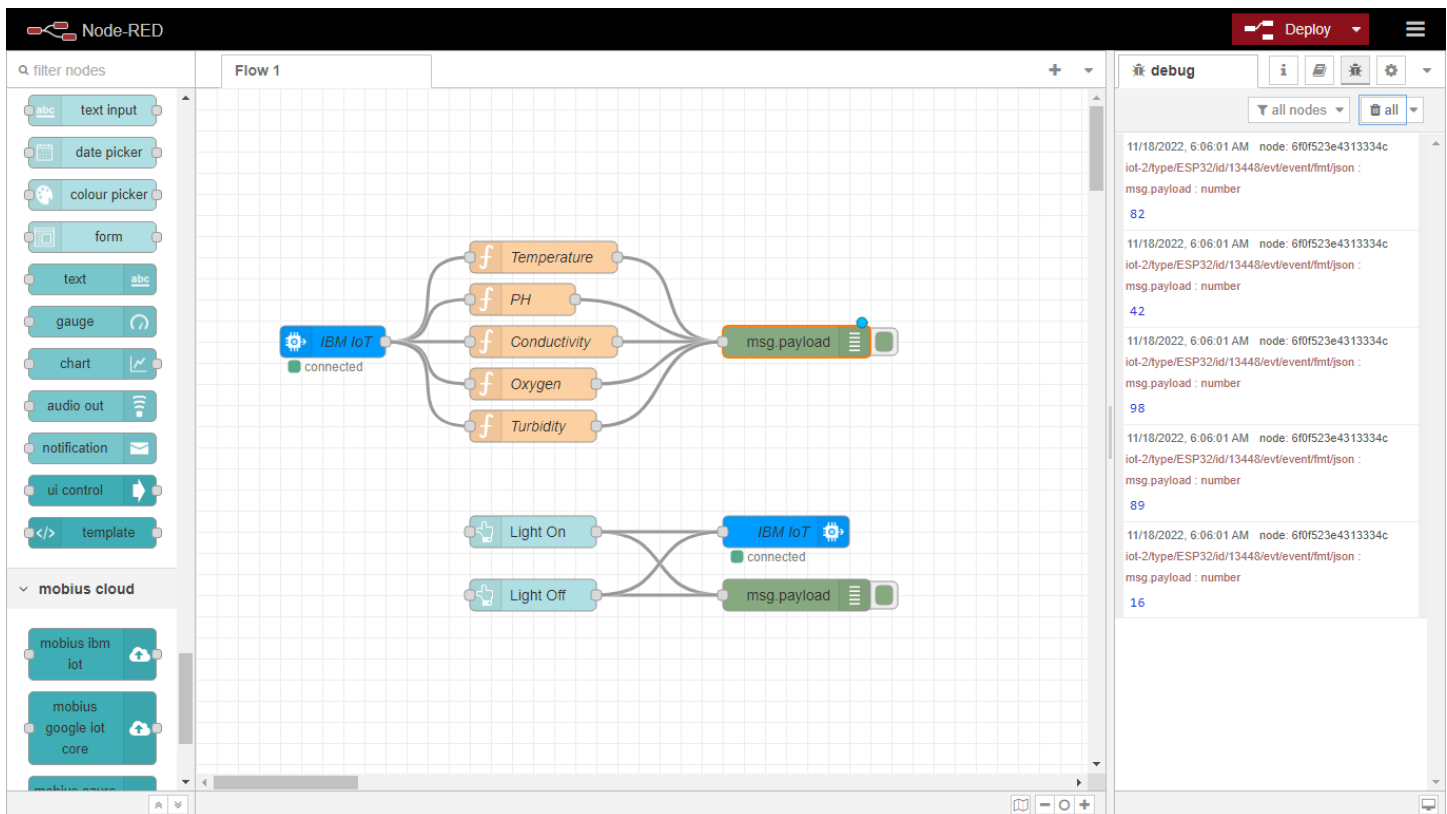 Node-RED
Deploy
filter nodes
Flow 1
debug
i
all nodes
all
abc text input
date picker
colour picker
form
text abc
gauge
chart
audio out
notification
ui control
</> template
mobius cloud
mobius ibm
iot
mobius
google iot
core
mobius azure
f Temperature
f PH
IBM IoT
connected
f Conductivity
f Oxygen
f Turbidity
msg.payload
Light On
Light Off
IBM IoT
connected
msg.payload
11/18/2022, 6:06:01 AM node: 6f0f523e4313334c
iot-2/type/ESP32/id/13448/evt/event/fmt/json :
msg.payload : number
82
11/18/2022, 6:06:01 AM node: 6f0f523e4313334c
iot-2/type/ESP32/id/13448/evt/event/fmt/json :
msg.payload : number
42
11/18/2022, 6:06:01 AM node: 6f0f523e4313334c
iot-2/type/ESP32/id/13448/evt/event/fmt/json :
msg.payload : number
98
11/18/2022, 6:06:01 AM node: 6f0f523e4313334c
iot-2/type/ESP32/id/13448/evt/event/fmt/json :
msg.payload : number
89
11/18/2022, 6:06:01 AM node: 6f0f523e4313334c
iot-2/type/ESP32/id/13448/evt/event/fmt/json :
msg.payload : number
16